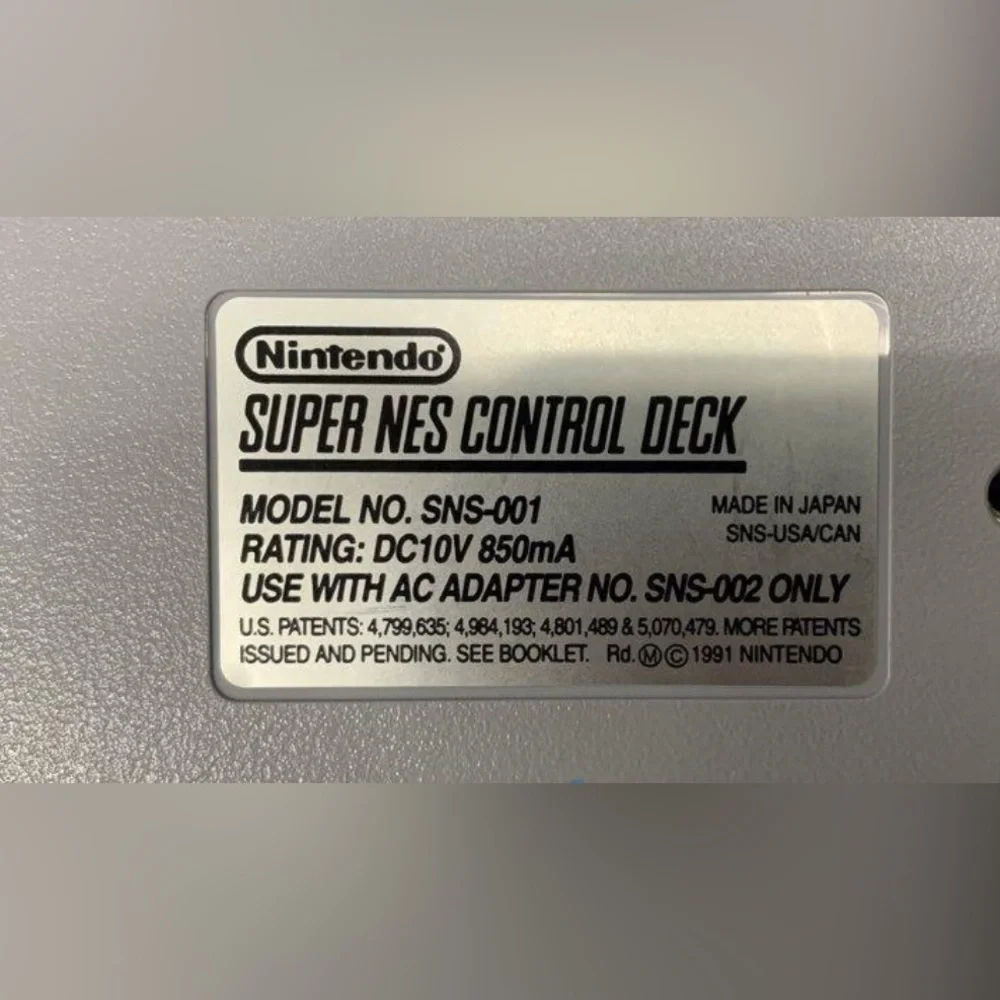 Nintendo®
SUPER NES CONTROL DECK
MODEL NO. SNS-001
MADE IN JAPAN
RATING: DC10V 850mA
SNS-USA/CAN
USE WITH AC ADAPTER NO. SNS-002 ONLY
U.S. PATENTS: 4,799,635; 4,984,193; 4,801,489 & 5,070,479. MORE PATENTS
ISSUED AND PENDING. SEE BOOKLET. Rd. Ⓜ © 1991 NINTENDO